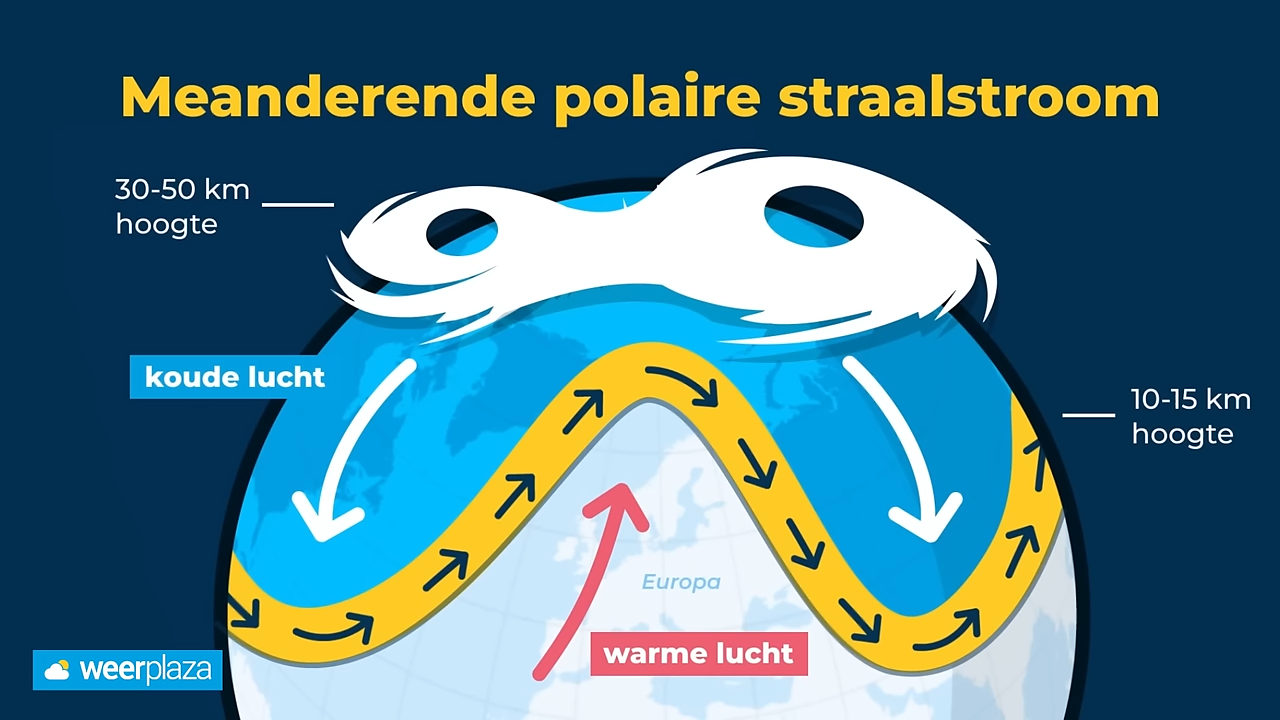 Meanderende polaire straalstroom
30-50 km
hoogte
koude lucht
10-15 km
hoogte
Europa
warme lucht
weerplaza